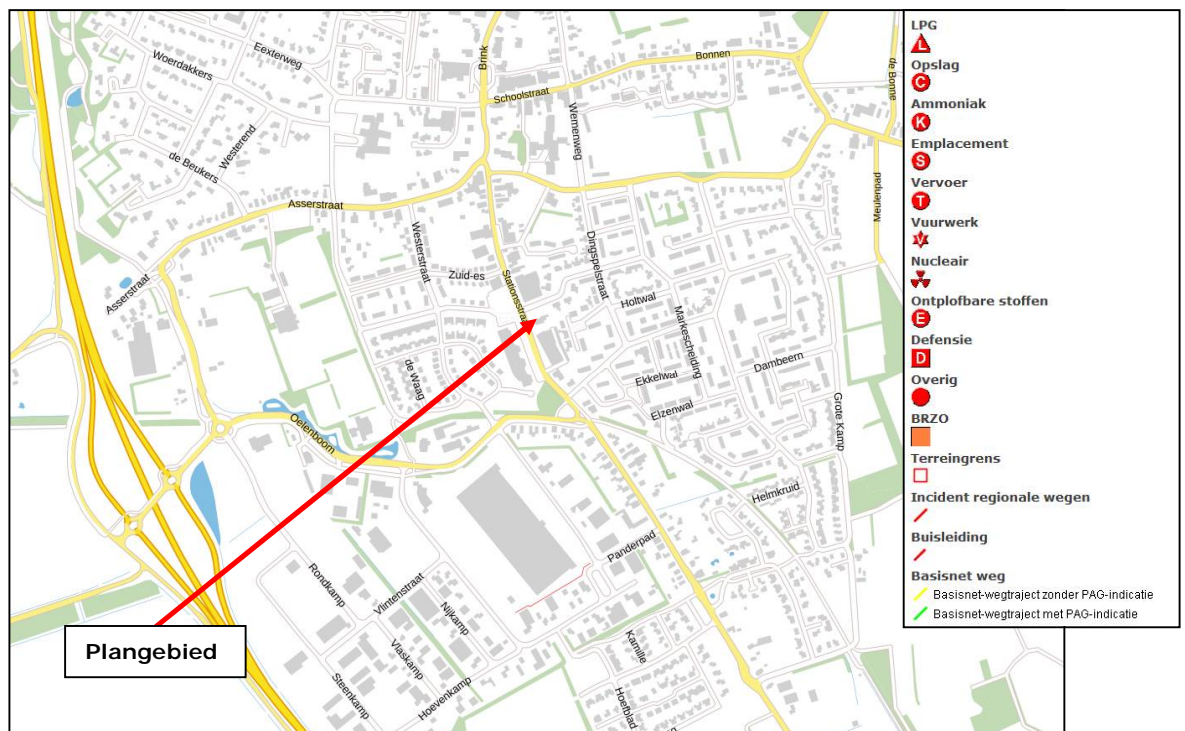 Eexterweg
Woerdakkers
Brink
Bonnen
de Bonne
Schoolstraat
Wemenweg
Westerend
de Beukers
Meulenpad
Asserstraat
Westerstraat
Dingspelstraat
Zuid-es
Stationsstraat
Asserstraat
Holtwal
Markescheiding
Dambeern
de Waag
Ekkelwal
Elzenwal
Grote Kamp
Oelenboom
Helmkruid
Panderpad
Rondkamp
Vlintenstraat
Nijkamp
Kamille
Vlaskamp
Steenkamp
Hoevenkamp
Hoefblad
Plangebied
LPG
L
Opslag
C
Ammoniak
K
Emplacement
S
Vervoer
T
Vuurwerk
V
Nucleair
Ontplofbare stoffen
E
Defensie
D
Overig
BRZO
Terreingrens
Incident regionale wegen
Buisleiding
Basisnet weg
Basisnet-wegtraject zonder PAG-indicatie
Basisnet-wegtraject met PAG-indicatie